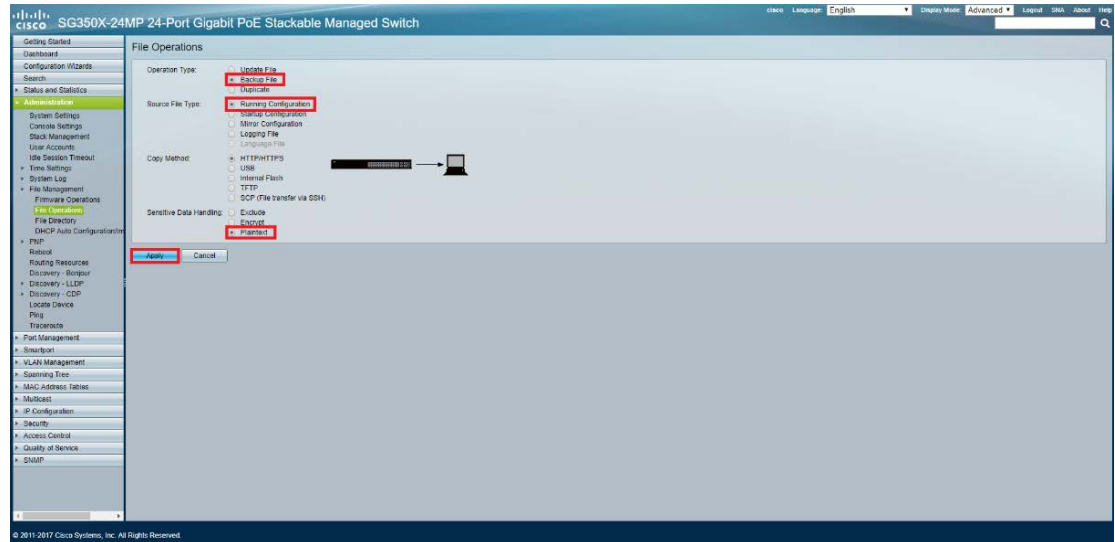 cisco SG350X-24MP 24-Port Gigabit PoE Stackable Managed Switch
cisco Language: English Display Mode: Advanced Logout SNA About Help
Getting Started
Dashboard
Configuration Wizards
Search
Status and Statistics
Administration
System Settings
Console Settings
Stack Management
User Accounts
Idle Session Timeout
Time Settings
System Log
File Management
Firmware Operations
File Operations
File Directory
DHCP Auto Configuration/Im
PNP
Reboot
Routing Resources
Discovery - Bonjour
Discovery - LLDP
Discovery - CDP
Locate Device
Ping
Traceroute
Port Management
Smartport
VLAN Management
Spanning Tree
MAC Address Tables
Multicast
IP Configuration
Security
Access Control
Quality of Service
SNMP
File Operations
Operation Type: Update File
Backup File
Duplicate
Source File Type: Running Configuration
Startup Configuration
Mirror Configuration
Logging File
Language File
Copy Method: HTTP/HTTPS
USB
Internal Flash
TFTP
SCP (File transfer via SSH)
Sensitive Data Handling: Exclude
Encrypt
Plaintext
Apply Cancel
© 2011-2017 Cisco Systems, Inc. All Rights Reserved.